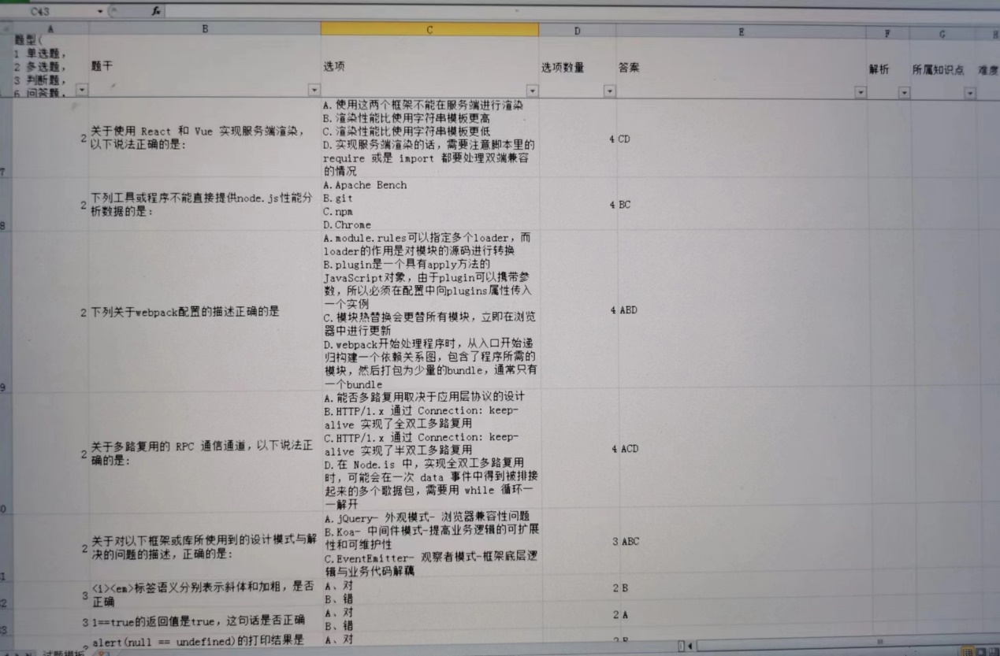 C43
fx
A B C D E F G H
题型(
1 单选题,
2 多选题,
3 判断题,
6 问答题,
题干
选项
选项数量
答案
解析
所属知识点
难度
7
2
关于使用 React 和 Vue 实现服务端渲染,
以下说法正确的是:
A.使用这两个框架不能在服务端进行渲染
B.渲染性能比使用字符串模板更高
C.渲染性能比使用字符串模板更低
D.实现服务端渲染的话,需要注意脚本里的
require 或是 import 都要处理双端兼容
的情况
4 CD
8
2
下列工具或程序不能直接提供node.js性能分
析数据的是:
A.Apache Bench
B.git
C.npm
D.Chrome
4 BC
9
2 下列关于webpack配置的描述正确的是
A.module.rules可以指定多个loader,而
loader的作用是对模块的源码进行转换
B.plugin是一个具有apply方法的
JavaScript对象,由于plugin可以携带参
数,所以必须在配置中向plugins属性传入
一个实例
C.模块热替换会更替所有模块,立即在浏览
器中进行更新
D.webpack开始处理程序时,从入口开始递
归构建一个依赖关系图,包含了程序所需的
模块,然后打包为少量的bundle,通常只有
一个bundle
4 ABD
0
2
关于多路复用的 RPC 通信通道,以下说法正
确的是:
A.能否多路复用取决于应用层协议的设计
B.HTTP/1.x 通过 Connection: keep-
alive 实现了全双工多路复用
C.HTTP/1.x 通过 Connection: keep-
alive 实现了半双工多路复用
D.在 Node.is 中,实现全双工多路复用
时,可能会在一次 data 事件中得到被排接
起来的多个歌据包,需要用 while 循环一
一解开
4 ACD
1
2
关于对以下框架或库所使用到的设计模式与解
决的问题的描述,正确的是:
A.jQuery- 外观模式- 浏览器兼容性问题
B.Koa- 中间件模式-提高业务逻辑的可扩展
性和可维护性
C.EventEmitter- 观察者模式-框架底层逻
辑与业务代码解藕
3 ABC
2
3
<i><em>标签语义分别表示斜体和加粗,是否
正确
A、对
B、错
2 B
3
3 1==true的返回值是true,这句话是否正确
A、对
B、错
2 A
alert(null == undefined)的打印结果是
A、对
2 B
试题模板